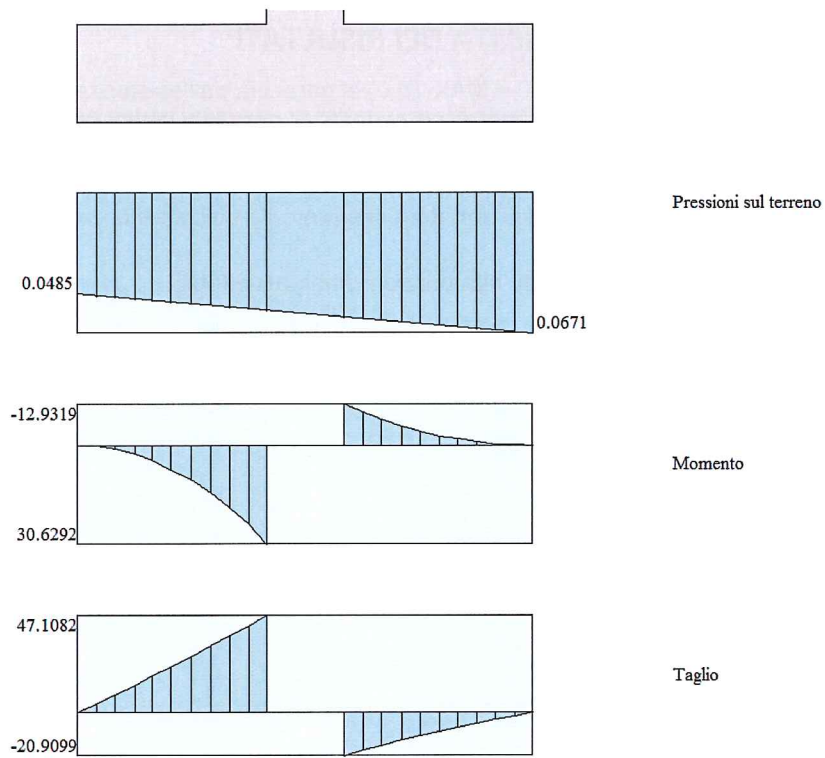 Pressioni sul terreno
0.0485
0.0671
-12.9319
Momento
30.6292
47.1082
Taglio
-20.9099